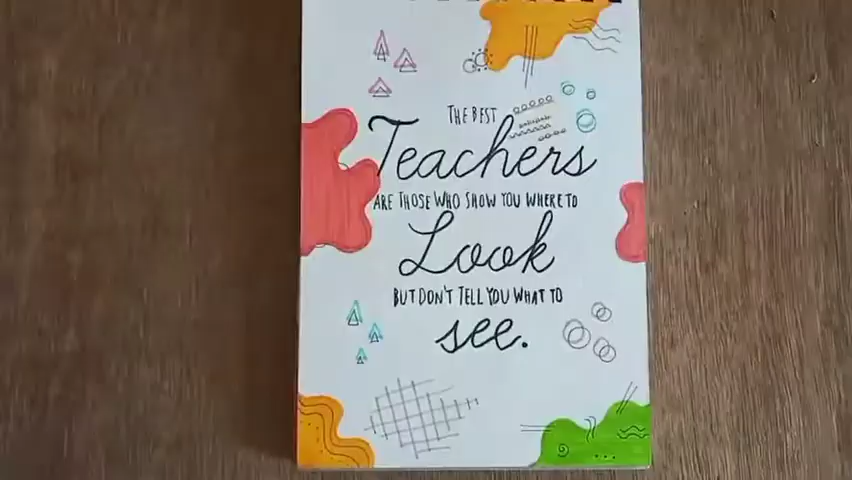 THE BEST
Teachers
ARE THOSE WHO SHOW YOU WHERE TO
Look
BUT DON'T TELL YOU WHAT TO
see.